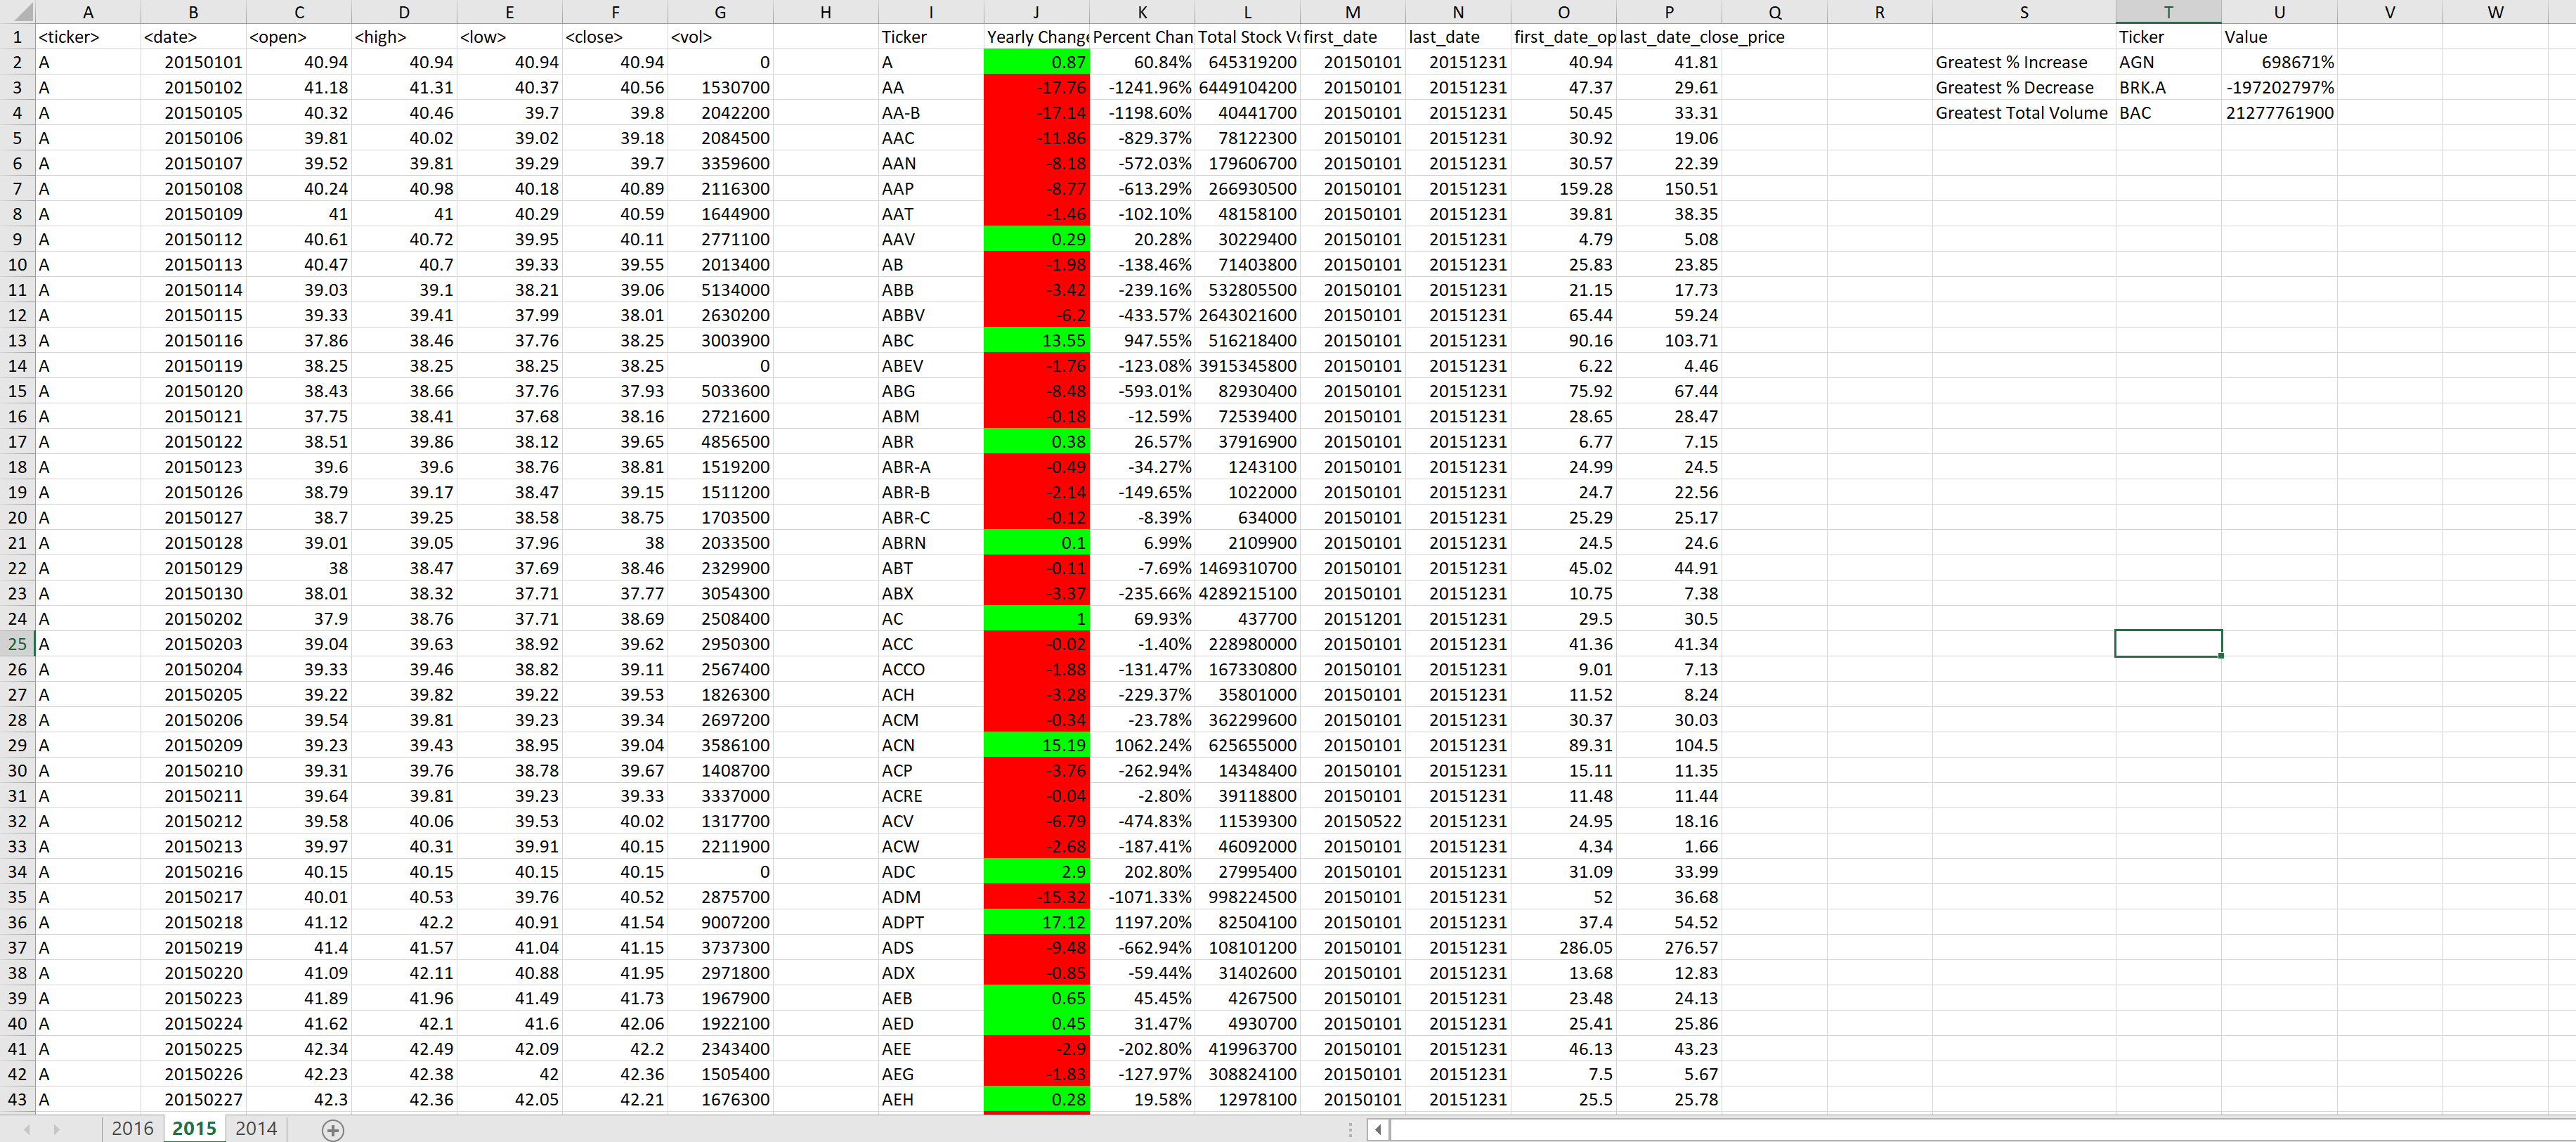 A B C D E F G H I J K L M N O P Q R S T U V W
1 <ticker> <date> <open> <high> <low> <close> <vol> Ticker Yearly Change Percent Chan Total Stock Vo first_date last_date first_date_op last_date_close_price Ticker Value
2 A 20150101 40.94 40.94 40.94 40.94 0 A 0.87 60.84% 645319200 20150101 20151231 40.94 41.81 Greatest % Increase AGN 698671%
3 A 20150102 41.18 41.31 40.37 40.56 1530700 AA -17.76 -1241.96% 6449104200 20150101 20151231 47.37 29.61 Greatest % Decrease BRK.A -197202797%
4 A 20150105 40.32 40.46 39.7 39.8 2042200 AA-B -17.14 -1198.60% 40441700 20150101 20151231 50.45 33.31 Greatest Total Volume BAC 21277761900
5 A 20150106 39.81 40.02 39.02 39.18 2084500 AAC -11.86 -829.37% 78122300 20150101 20151231 30.92 19.06
6 A 20150107 39.52 39.81 39.29 39.7 3359600 AAN -8.18 -572.03% 179606700 20150101 20151231 30.57 22.39
7 A 20150108 40.24 40.98 40.18 40.89 2116300 AAP -8.77 -613.29% 266930500 20150101 20151231 159.28 150.51
8 A 20150109 41 41 40.29 40.59 1644900 AAT -1.46 -102.10% 48158100 20150101 20151231 39.81 38.35
9 A 20150112 40.61 40.72 39.95 40.11 2771100 AAV 0.29 20.28% 30229400 20150101 20151231 4.79 5.08
10 A 20150113 40.47 40.7 39.33 39.55 2013400 AB -1.98 -138.46% 71403800 20150101 20151231 25.83 23.85
11 A 20150114 39.03 39.1 38.21 39.06 5134000 ABB -3.42 -239.16% 532805500 20150101 20151231 21.15 17.73
12 A 20150115 39.33 39.41 37.99 38.01 2630200 ABBV -6.2 -433.57% 2643021600 20150101 20151231 65.44 59.24
13 A 20150116 37.86 38.46 37.76 38.25 3003900 ABC 13.55 947.55% 516218400 20150101 20151231 90.16 103.71
14 A 20150119 38.25 38.25 38.25 38.25 0 ABEV -1.76 -123.08% 3915345800 20150101 20151231 6.22 4.46
15 A 20150120 38.43 38.66 37.76 37.93 5033600 ABG -8.48 -593.01% 82930400 20150101 20151231 75.92 67.44
16 A 20150121 37.75 38.41 37.68 38.16 2721600 ABM -0.18 -12.59% 72539400 20150101 20151231 28.65 28.47
17 A 20150122 38.51 39.86 38.12 39.65 4856500 ABR 0.38 26.57% 37916900 20150101 20151231 6.77 7.15
18 A 20150123 39.6 39.6 38.76 38.81 1519200 ABR-A -0.49 -34.27% 1243100 20150101 20151231 24.99 24.5
19 A 20150126 38.79 39.17 38.47 39.15 1511200 ABR-B -2.14 -149.65% 1022000 20150101 20151231 24.7 22.56
20 A 20150127 38.7 39.25 38.58 38.75 1703500 ABR-C -0.12 -8.39% 634000 20150101 20151231 25.29 25.17
21 A 20150128 39.01 39.05 37.96 38 2033500 ABRN 0.1 6.99% 2109900 20150101 20151231 24.5 24.6
22 A 20150129 38 38.47 37.69 38.46 2329900 ABT -0.11 -7.69% 1469310700 20150101 20151231 45.02 44.91
23 A 20150130 38.01 38.32 37.71 37.77 3054300 ABX -3.37 -235.66% 4289215100 20150101 20151231 10.75 7.38
24 A 20150202 37.9 38.76 37.71 38.69 2508400 AC 1 69.93% 437700 20151201 20151231 29.5 30.5
25 A 20150203 39.04 39.63 38.92 39.62 2950300 ACC -0.02 -1.40% 228980000 20150101 20151231 41.36 41.34
26 A 20150204 39.33 39.46 38.82 39.11 2567400 ACCO -1.88 -131.47% 167330800 20150101 20151231 9.01 7.13
27 A 20150205 39.22 39.82 39.22 39.53 1826300 ACH -3.28 -229.37% 35801000 20150101 20151231 11.52 8.24
28 A 20150206 39.54 39.81 39.23 39.34 2697200 ACM -0.34 -23.78% 362299600 20150101 20151231 30.37 30.03
29 A 20150209 39.23 39.43 38.95 39.04 3586100 ACN 15.19 1062.24% 625655000 20150101 20151231 89.31 104.5
30 A 20150210 39.31 39.76 38.78 39.67 1408700 ACP -3.76 -262.94% 14348400 20150101 20151231 15.11 11.35
31 A 20150211 39.64 39.81 39.23 39.33 3337000 ACRE -0.04 -2.80% 39118800 20150101 20151231 11.48 11.44
32 A 20150212 39.58 40.06 39.53 40.02 1317700 ACV -6.79 -474.83% 11539300 20150522 20151231 24.95 18.16
33 A 20150213 39.97 40.31 39.91 40.15 2211900 ACW -2.68 -187.41% 46092000 20150101 20151231 4.34 1.66
34 A 20150216 40.15 40.15 40.15 40.15 0 ADC 2.9 202.80% 27995400 20150101 20151231 31.09 33.99
35 A 20150217 40.01 40.53 39.76 40.52 2875700 ADM -15.32 -1071.33% 998224500 20150101 20151231 52 36.68
36 A 20150218 41.12 42.2 40.91 41.54 9007200 ADPT 17.12 1197.20% 82504100 20150101 20151231 37.4 54.52
37 A 20150219 41.4 41.57 41.04 41.15 3737300 ADS -9.48 -662.94% 108101200 20150101 20151231 286.05 276.57
38 A 20150220 41.09 42.11 40.88 41.95 2971800 ADX -0.85 -59.44% 31402600 20150101 20151231 13.68 12.83
39 A 20150223 41.89 41.96 41.49 41.73 1967900 AEB 0.65 45.45% 4267500 20150101 20151231 23.48 24.13
40 A 20150224 41.62 42.1 41.6 42.06 1922100 AED 0.45 31.47% 4930700 20150101 20151231 25.41 25.86
41 A 20150225 42.34 42.49 42.09 42.2 2343400 AEE -2.9 -202.80% 419963700 20150101 20151231 46.13 43.23
42 A 20150226 42.23 42.38 42 42.36 1505400 AEG -1.83 -127.97% 308824100 20150101 20151231 7.5 5.67
43 A 20150227 42.3 42.36 42.05 42.21 1676300 AEH 0.28 19.58% 12978100 20150101 20151231 25.5 25.78
2016 2015 2014